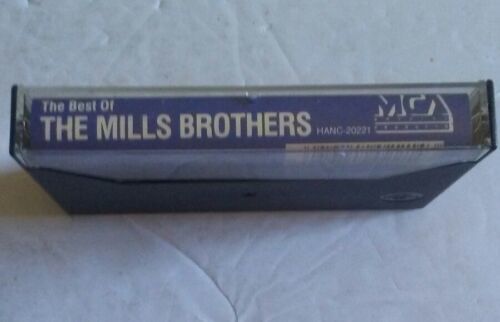 The Best Of
THE MILLS BROTHERS HANC-20221
MCA